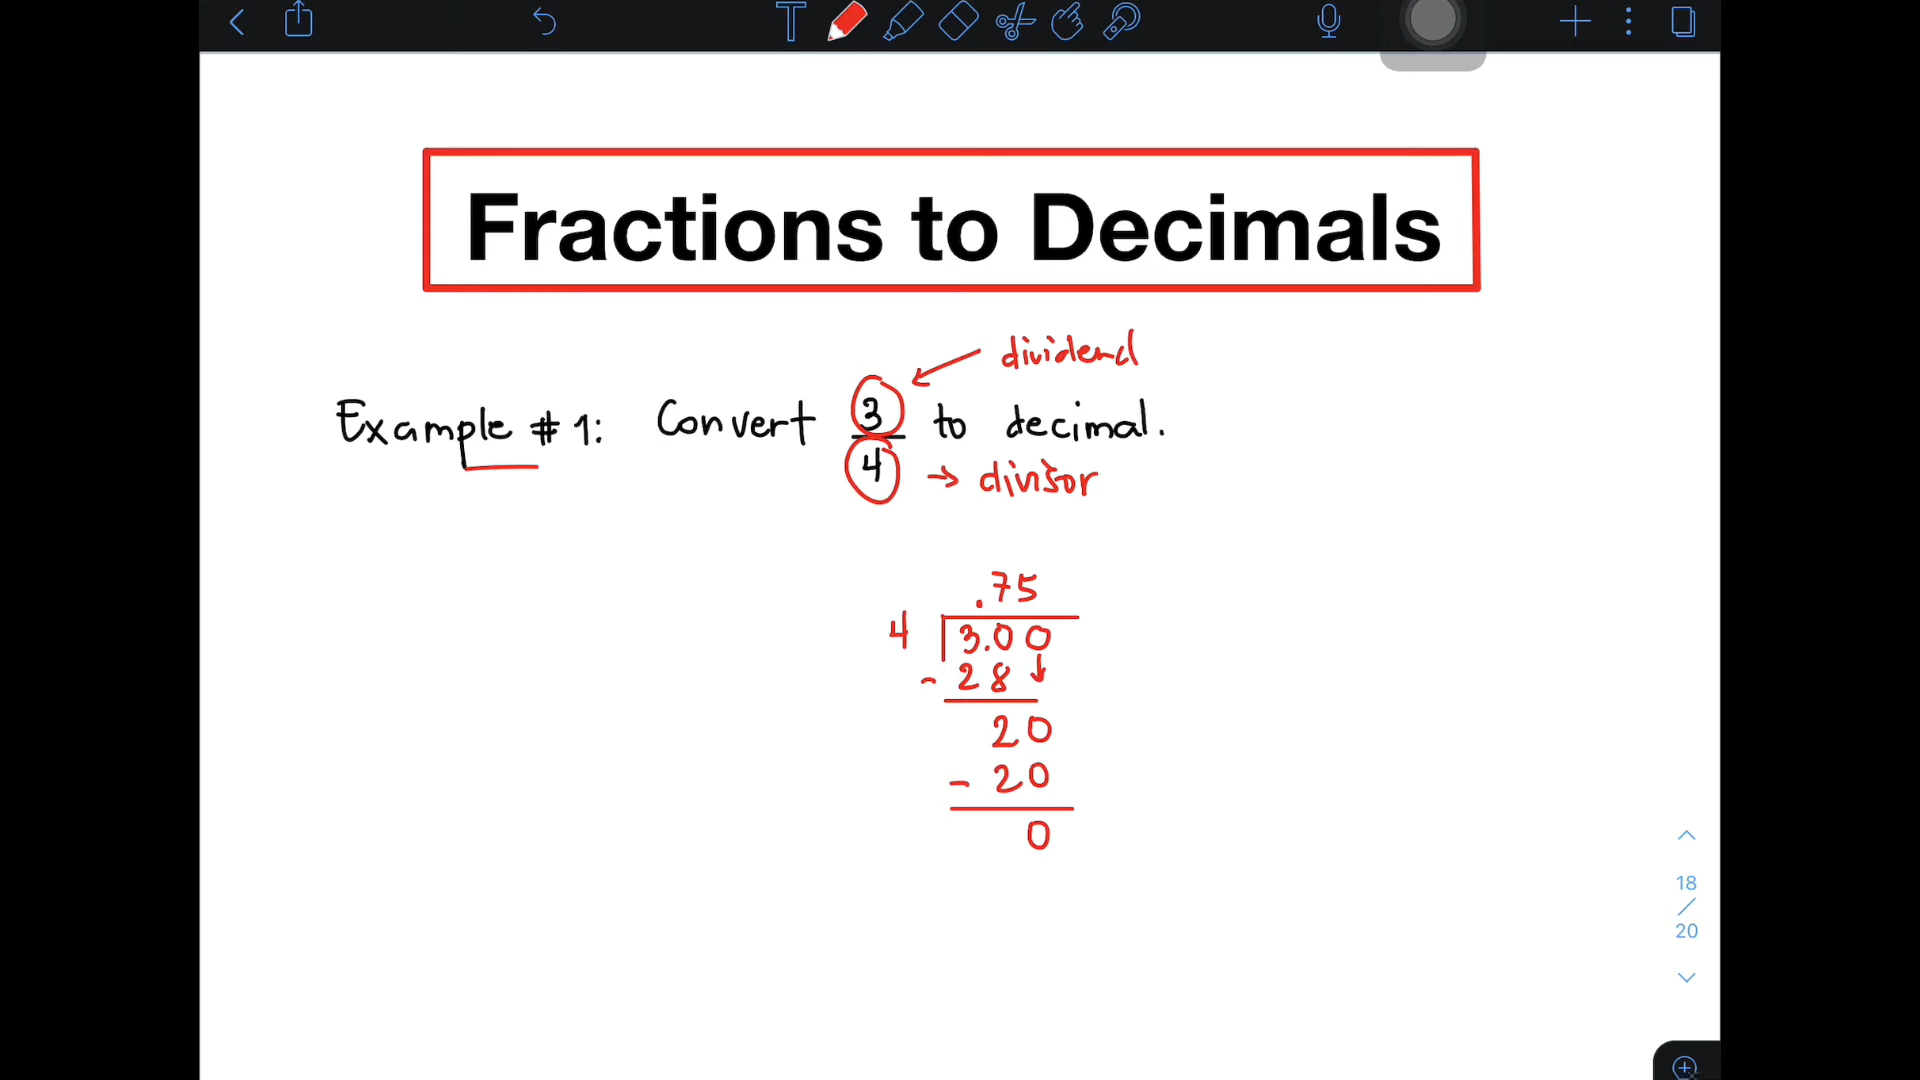 Fractions to Decimals
dividend
Example #1: Convert 3/4 to decimal.
→ divisor
.75
4 3.00
- 28
20
- 20
0
18
/
20